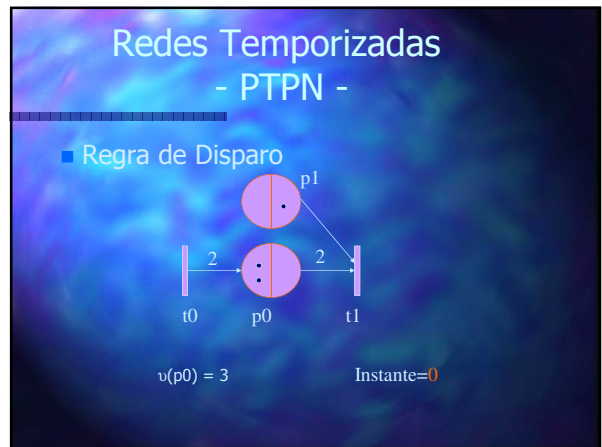 Redes Temporizadas
- PTPN -
Regra de Disparo
p1
2
2
t0
p0
t1
υ(p0) = 3
Instante=0